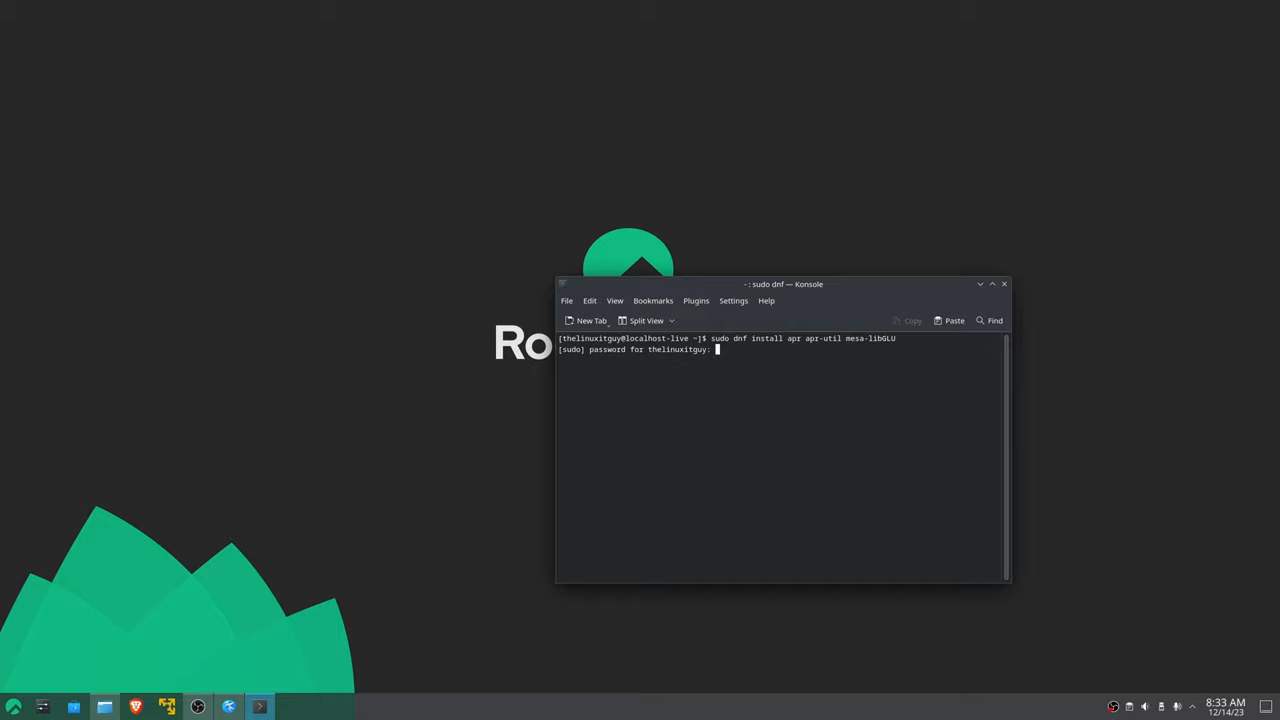 Ro
- : sudo dnf — Konsole
File Edit View Bookmarks Plugins Settings Help
New Tab Split View Copy Paste Find
[thelinuxitguy@localhost-live ~]$ sudo dnf install apr apr-util mesa-libGLU
[sudo] password for thelinuxitguy:
8:33 AM
12/14/23